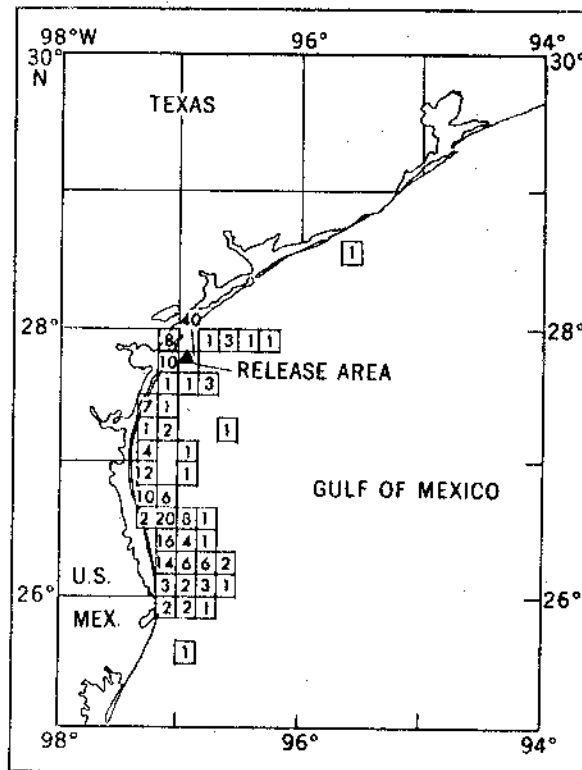 98°W 96° 94°
30° 30°
N
TEXAS
1
40
28° 8 1 3 1 1 28°
10 RELEASE AREA
1 1 3
7 1
1 2 1
4 1
12 1
GULF OF MEXICO
10 6
2 20 8 1
16 4 1
14 6 6 2
U.S. 3 2 3 1
26° 26°
MEX. 2 2 1
1
98° 96° 94°